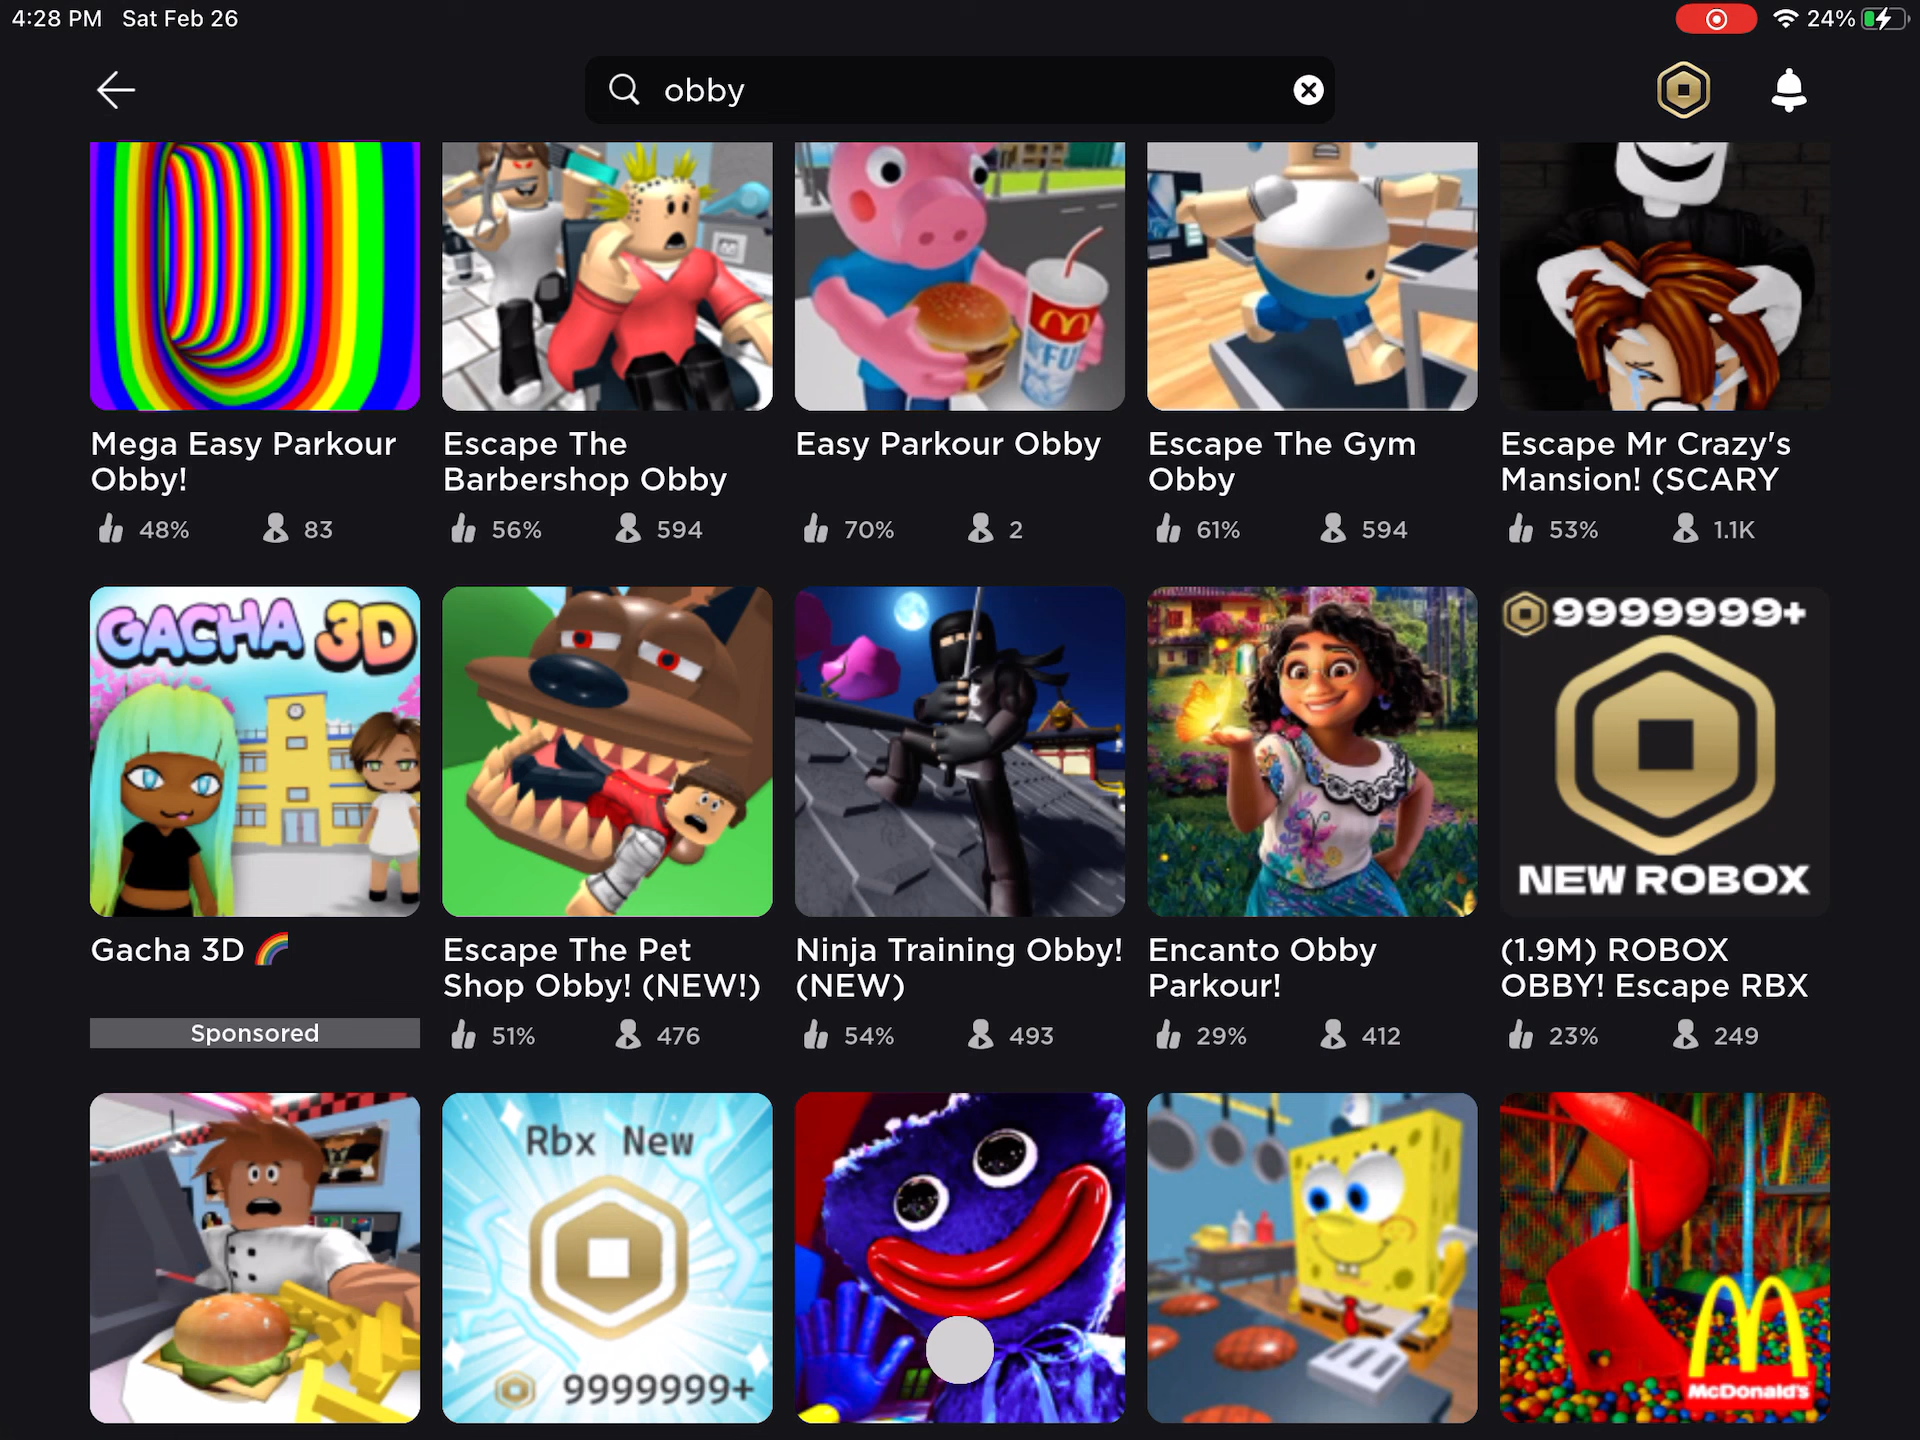 4:28 PM Sat Feb 26
24%
obby
Mega Easy Parkour
Obby!
48% 83
Escape The
Barbershop Obby
56% 594
FU
Easy Parkour Obby
70% 2
Escape The Gym
Obby
61% 594
Escape Mr Crazy's
Mansion! (SCARY
53% 1.1K
GACHA 3D
Gacha 3D 🌈
Sponsored
Escape The Pet
Shop Obby! (NEW!)
51% 476
Ninja Training Obby!
(NEW)
54% 493
Encanto Obby
Parkour!
29% 412
9999999+
NEW ROBOX
(1.9M) ROBOX
OBBY! Escape RBX
23% 249
Rbx New
9999999+
McDonald's